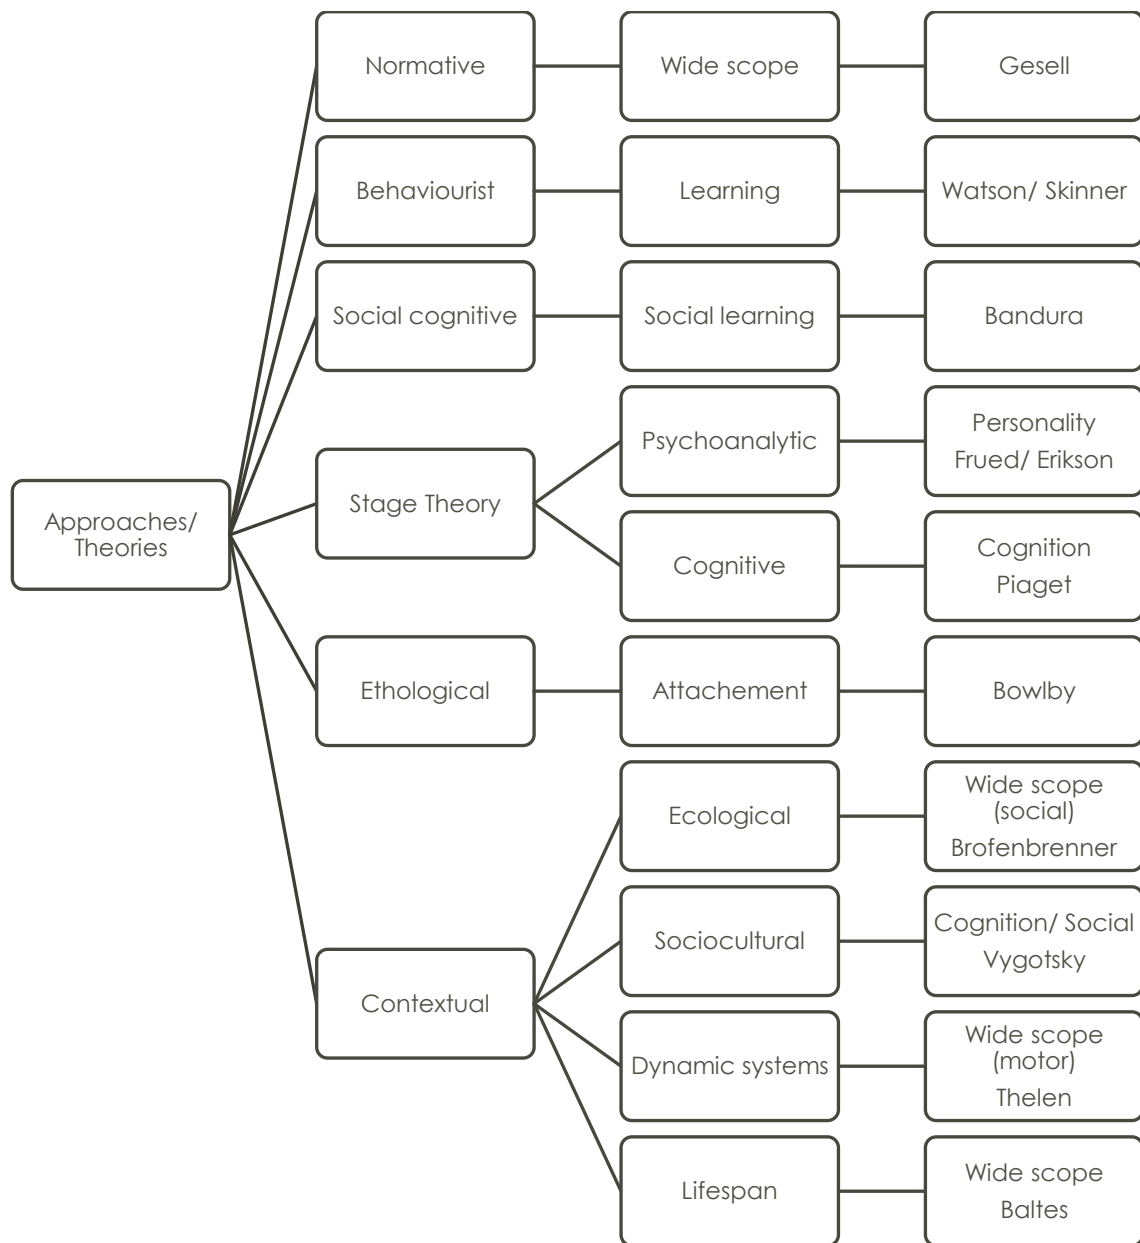 Normative
Wide scope
Gesell
Behaviourist
Learning
Watson/ Skinner
Social cognitive
Social learning
Bandura
Approaches/
Theories
Stage Theory
Psychoanalytic
Personality
Frued/ Erikson
Cognitive
Cognition
Piaget
Ethological
Attachement
Bowlby
Contextual
Ecological
Wide scope
(social)
Brofenbrenner
Sociocultural
Cognition/ Social
Vygotsky
Dynamic systems
Wide scope
(motor)
Thelen
Lifespan
Wide scope
Baltes